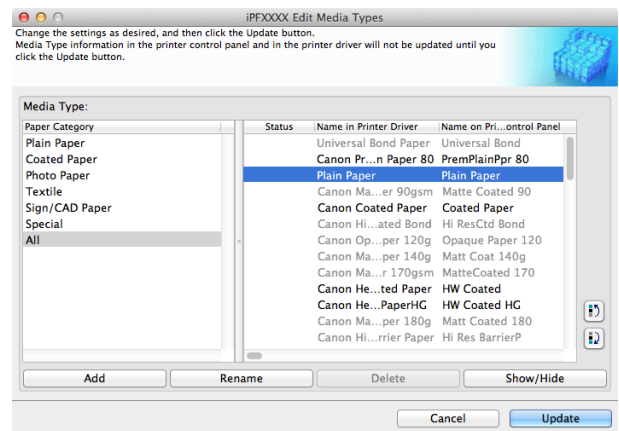 iPFXXXX Edit Media Types
Change the settings as desired, and then click the Update button.
Media Type information in the printer control panel and in the printer driver will not be updated until you
click the Update button.
Media Type:
Paper Category Status Name in Printer Driver Name on Pri...ontrol Panel
Plain Paper Universal Bond Paper Universal Bond
Coated Paper Canon Pr...n Paper 80 PremPlainPpr 80
Photo Paper Plain Paper Plain Paper
Textile Canon Ma...er 90gsm Matte Coated 90
Sign/CAD Paper Canon Coated Paper Coated Paper
Special Canon Hi...ated Bond Hi ResCtd Bond
All Canon Op...per 120g Opaque Paper 120
Canon Ma...per 140g Matt Coat 140g
Canon Ma...r 170gsm MatteCoated 170
Canon He...ted Paper HW Coated
Canon He...PaperHG HW Coated HG
Canon Ma...per 180g Matt Coated 180
Canon Hi...rrier Paper Hi Res BarrierP
Add Rename Delete Show/Hide
Cancel Update